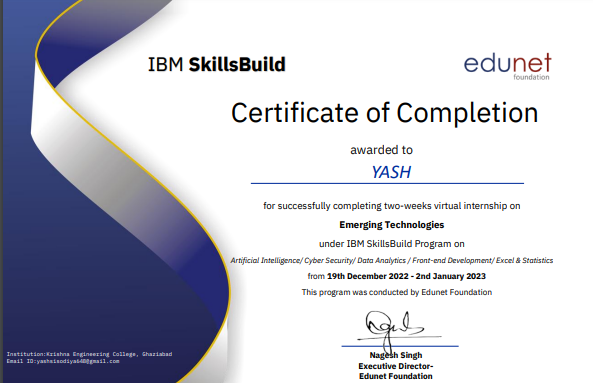 IBM SkillsBuild
edunet
foundation
Certificate of Completion
awarded to
YASH
for successfully completing two-weeks virtual internship on
Emerging Technologies
under IBM SkillsBuild Program on
Artificial Intelligence/ Cyber Security/ Data Analytics / Front-end Development/ Excel & Statistics
from 19th December 2022 - 2nd January 2023
This program was conducted by Edunet Foundation
Nagesh Singh
Executive Director-
Edunet Foundation
Institution:Krishna Engineering College, Ghaziabad
Email ID:yashsisodiya648@gmail.com